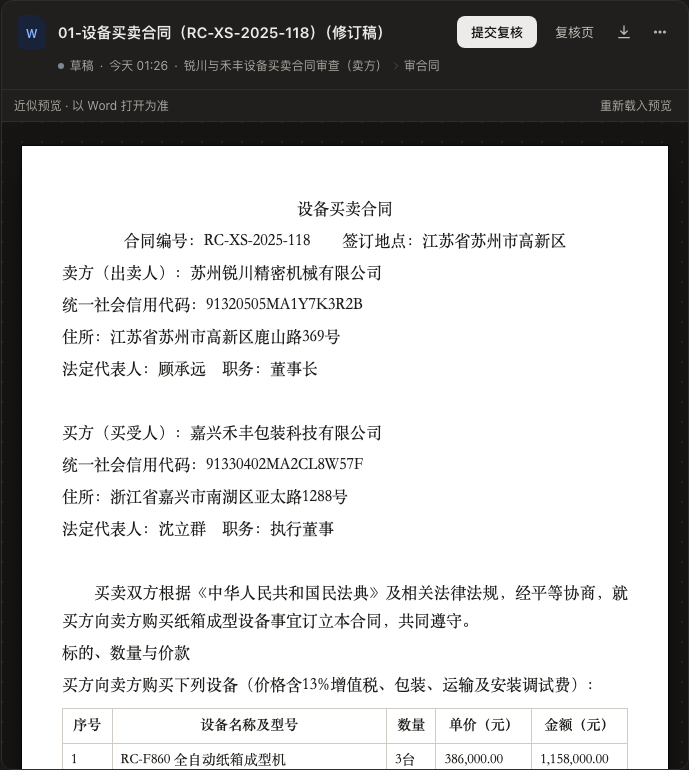 W
01-设备买卖合同（RC-XS-2025-118）（修订稿）
提交复核
复核页
草稿 · 今天 01:26 · 锐川与禾丰设备买卖合同审查（卖方） › 审合同
近似预览 · 以 Word 打开为准
重新载入预览
设备买卖合同
合同编号：RC-XS-2025-118 签订地点：江苏省苏州市高新区
卖方（出卖人）：苏州锐川精密机械有限公司
统一社会信用代码：91320505MA1Y7K3R2B
住所：江苏省苏州市高新区鹿山路369号
法定代表人：顾承远 职务：董事长
买方（买受人）：嘉兴禾丰包装科技有限公司
统一社会信用代码：91330402MA2CL8W57F
住所：浙江省嘉兴市南湖区亚太路1288号
法定代表人：沈立群 职务：执行董事
买卖双方根据《中华人民共和国民法典》及相关法律法规，经平等协商，就
买方向卖方购买纸箱成型设备事宜订立本合同，共同遵守。
标的、数量与价款
买方向卖方购买下列设备（价格含13%增值税、包装、运输及安装调试费）：
序号 设备名称及型号 数量 单价（元） 金额（元）
1 RC-F860 全自动纸箱成型机 3台 386,000.00 1,158,000.00